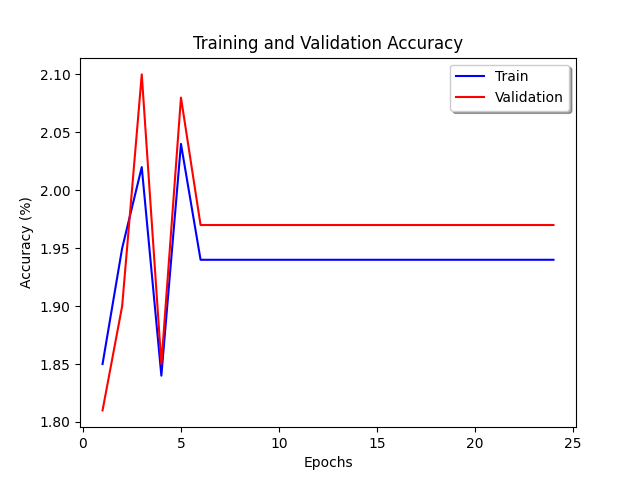 Training and Validation Accuracy
Train
Validation
2.10
2.05
2.00
1.95
1.90
1.85
1.80
Accuracy (%)
0 5 10 15 20 25
Epochs